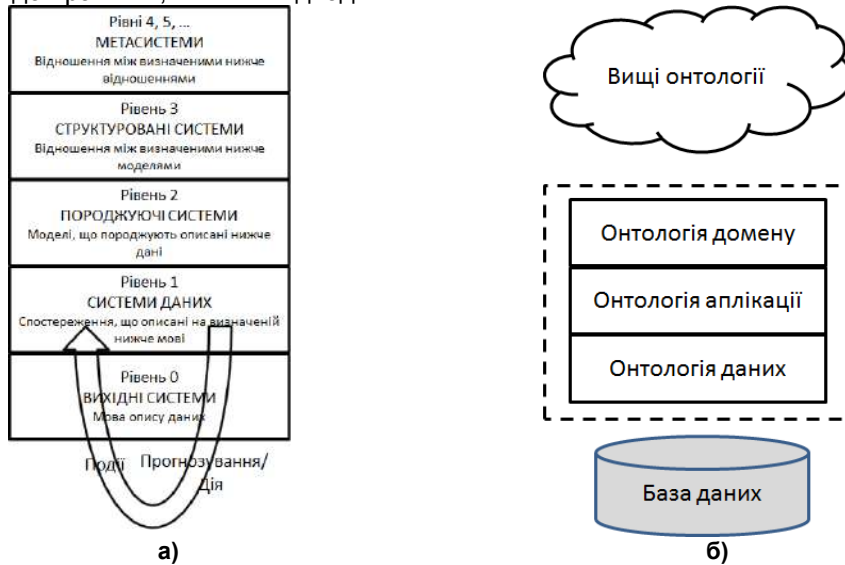 Рівні 4, 5, ...
МЕТАСИСТЕМИ
Відношення між визначеними нижче
відношеннями
Рівень 3
СТРУКТУРОВАНІ СИСТЕМИ
Відношення між визначеними нижче
моделями
Рівень 2
ПОРОДЖУЮЧІ СИСТЕМИ
Моделі, що породжують описані нижче
дані
Рівень 1
СИСТЕМИ ДАНИХ
Спостереження, що описані на визначеній
нижче мові
Рівень 0
ВИХІДНІ СИСТЕМИ
Мова опису даних
Події Прогнозування/
Дія
а)
Вищі онтології
Онтологія домену
Онтологія аплікації
Онтологія даних
База даних
б)